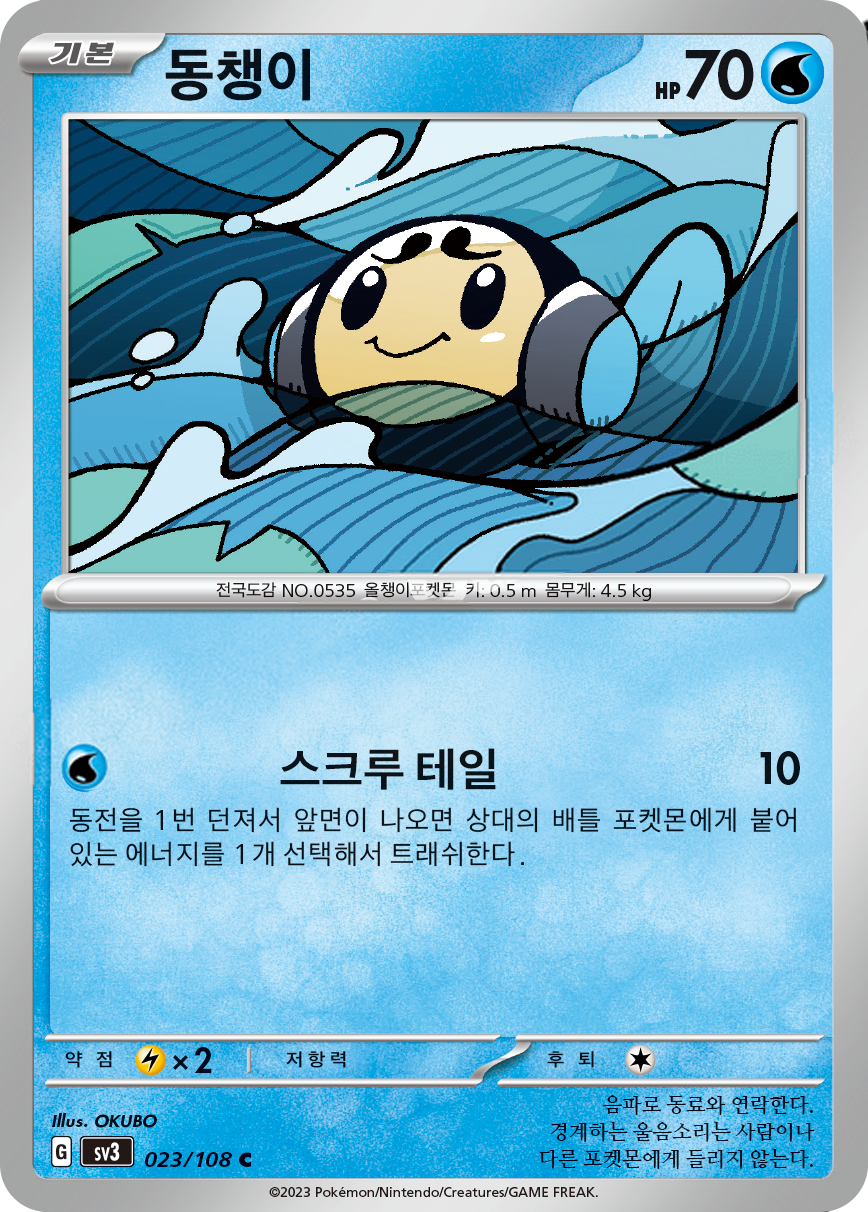 기본
동챙이
HP 70
전국도감 NO.0535 올챙이포켓몬 키: 0.5 m 몸무게: 4.5 kg
스크루 테일 10
동전을 1번 던져서 앞면이 나오면 상대의 배틀 포켓몬에게 붙어
있는 에너지를 1개 선택해서 트래쉬한다.
약점 ×2 저항력 후퇴
Illus. OKUBO
G sv3 023/108 C
음파로 동료와 연락한다.
경계하는 울음소리는 사람이나
다른 포켓몬에게 들리지 않는다.
©2023 Pokémon/Nintendo/Creatures/GAME FREAK.